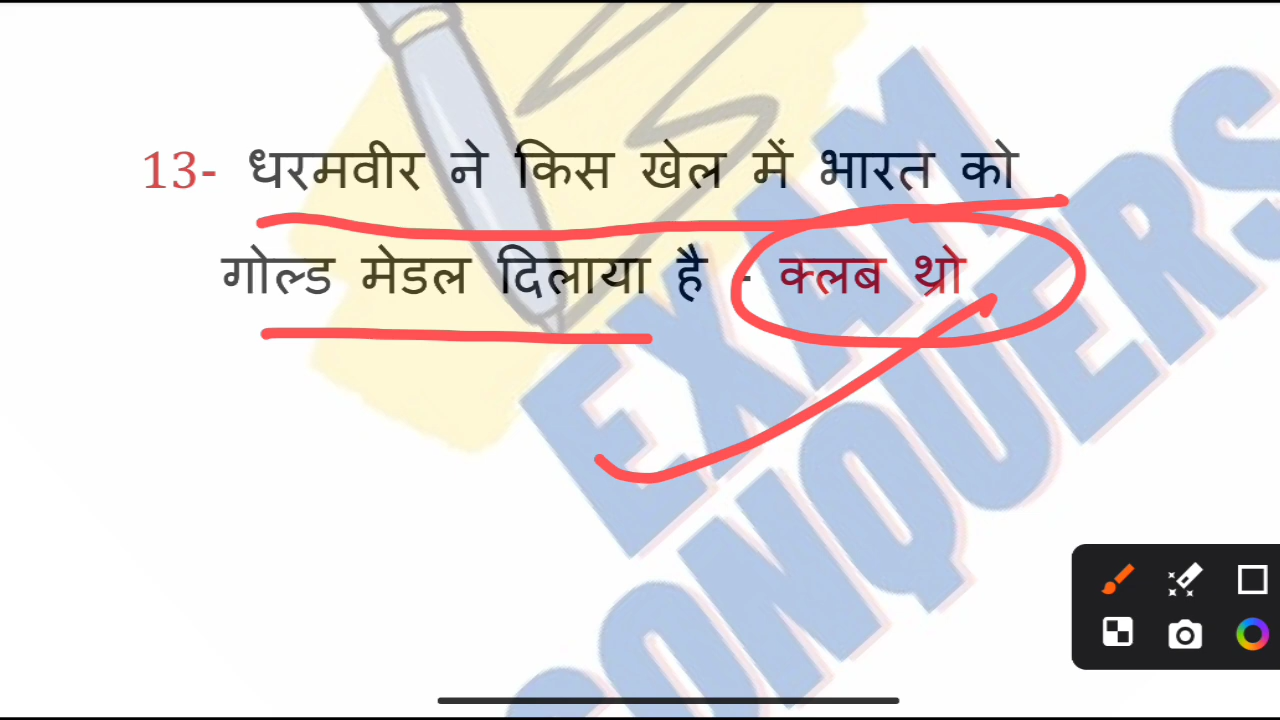 13- धरमवीर ने किस खेल में भारत को
गोल्ड मेडल दिलाया है - क्लब थ्रो
EXAM
CONQUERS